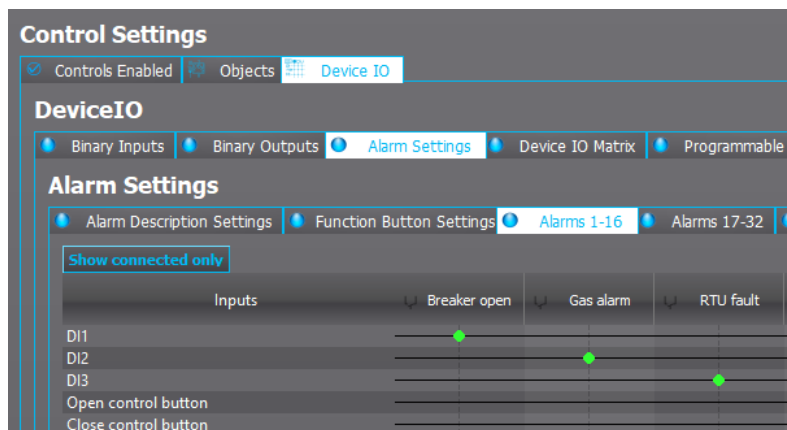 Control Settings
Controls Enabled Objects Device IO
DeviceIO
Binary Inputs Binary Outputs Alarm Settings Device IO Matrix Programmable
Alarm Settings
Alarm Description Settings Function Button Settings Alarms 1-16 Alarms 17-32
Show connected only
Inputs Breaker open Gas alarm RTU fault
DI1
DI2
DI3
Open control button
Close control button